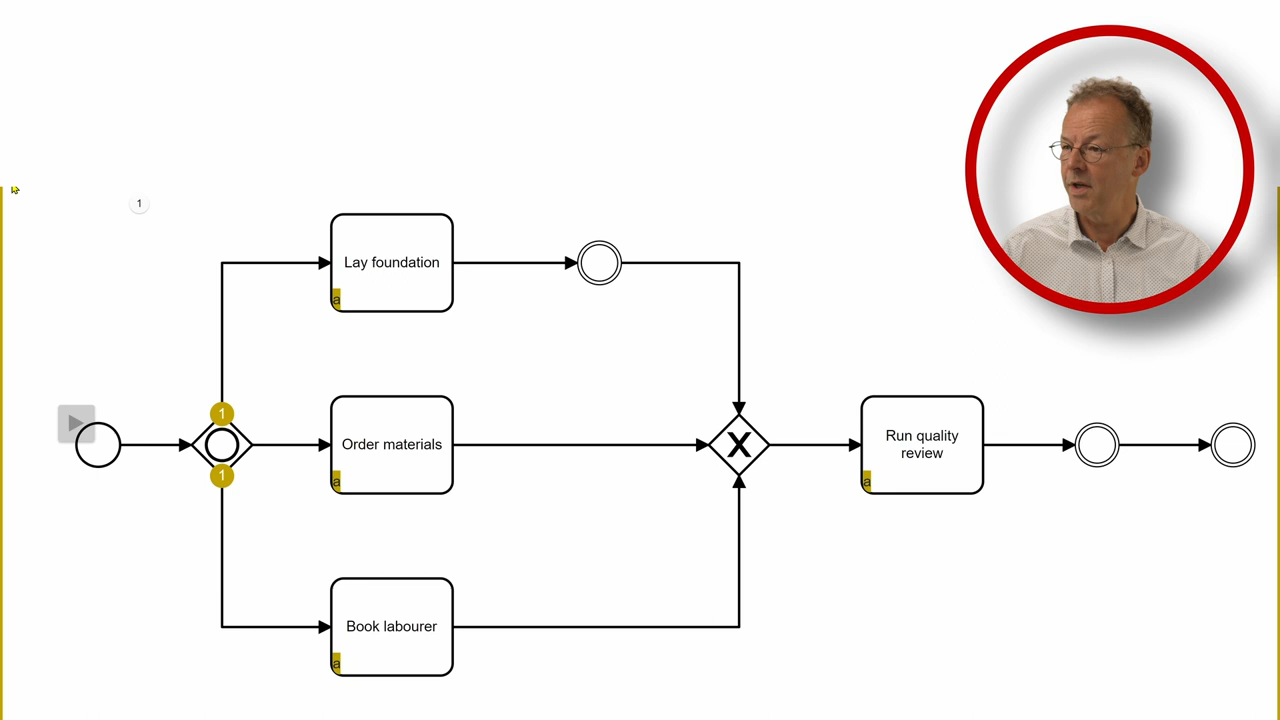 1
Lay foundation
a
1
Order materials
a
X
Run quality
review
a
1
Book labourer
a